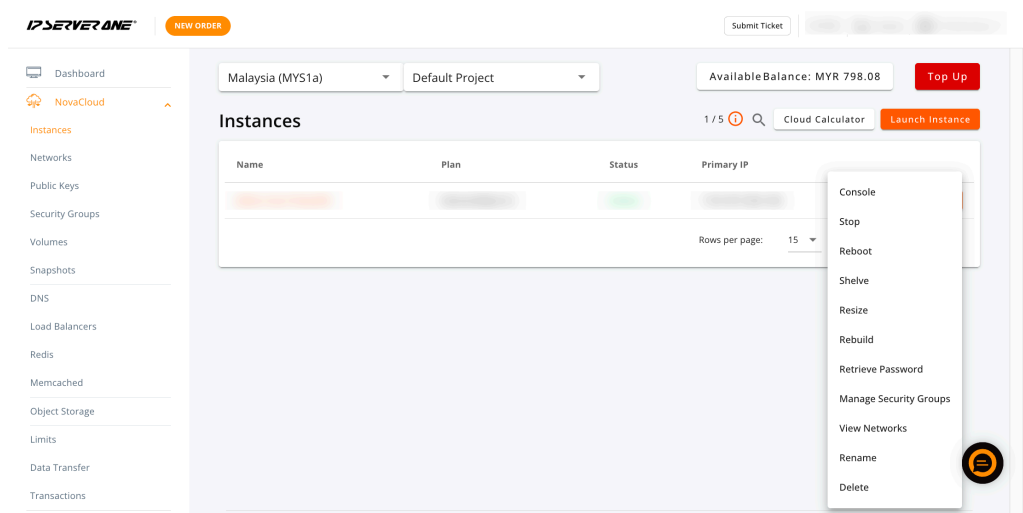 IP SERVER ONE
NEW ORDER
Submit Ticket
Dashboard
NovaCloud
Instances
Networks
Public Keys
Security Groups
Volumes
Snapshots
DNS
Load Balancers
Redis
Memcached
Object Storage
Limits
Data Transfer
Transactions
Malaysia (MYS1a)
Default Project
Available Balance: MYR 798.08
Top Up
Instances
1 / 5
Cloud Calculator
Launch Instance
Name Plan Status Primary IP
Rows per page: 15
Console
Stop
Reboot
Shelve
Resize
Rebuild
Retrieve Password
Manage Security Groups
View Networks
Rename
Delete